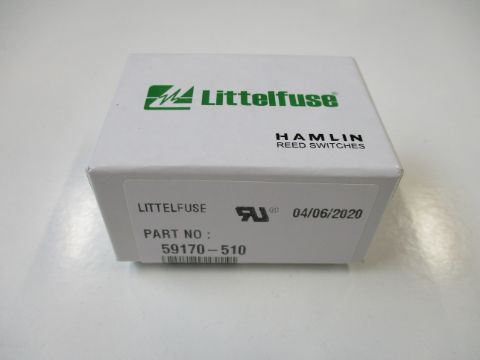 Littelfuse®
HAMLIN
REED SWITCHES
LITTELFUSE 04/06/2020
PART NO :
59170-510